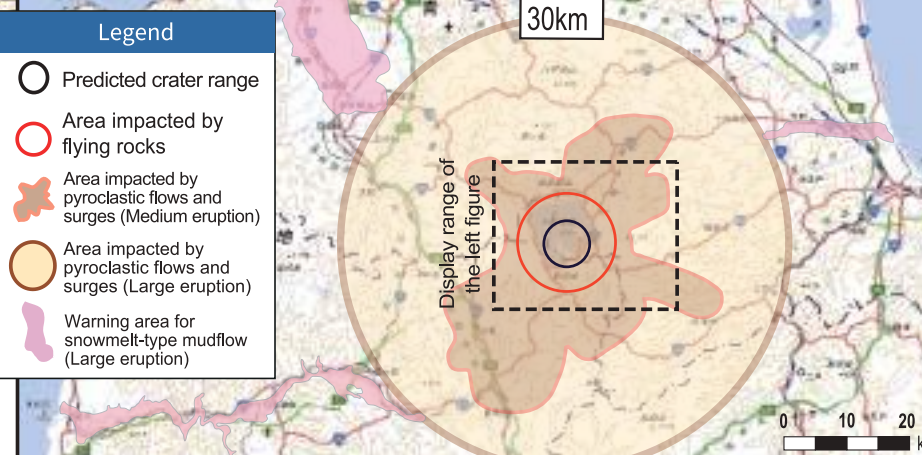 Legend
Predicted crater range
Area impacted by
flying rocks
Area impacted by
pyroclastic flows and
surges (Medium eruption)
Area impacted by
pyroclastic flows and
surges (Large eruption)
Warning area for
snowmelt-type mudflow
(Large eruption)
30km
Display range of
the left figure
0 10 20
k